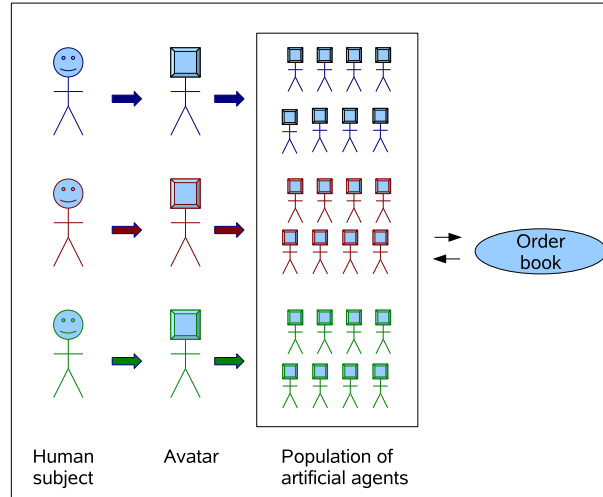 Order
book
Human
subject
Avatar
Population of
artificial agents